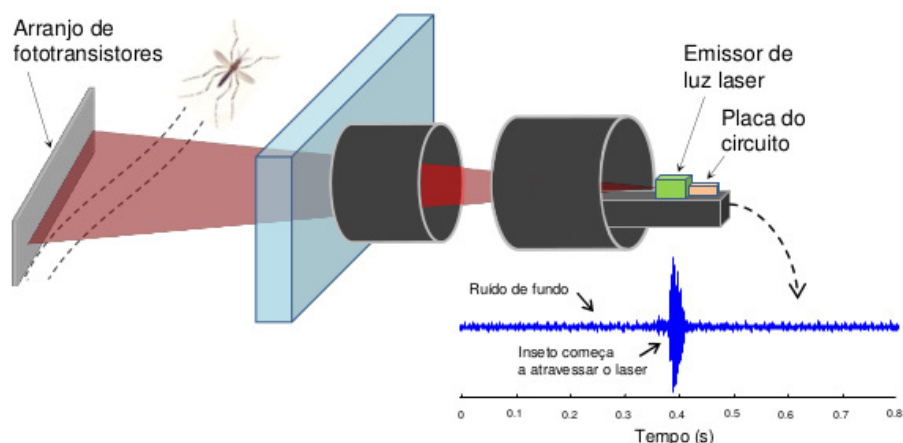 Arranjo de
fototransistores
Emissor de
luz laser
Placa do
circuito
Ruído de fundo
Inseto começa
a atravessar o laser
0 0.1 0.2 0.3 0.4 0.5 0.6 0.7 0.8
Tempo (s)